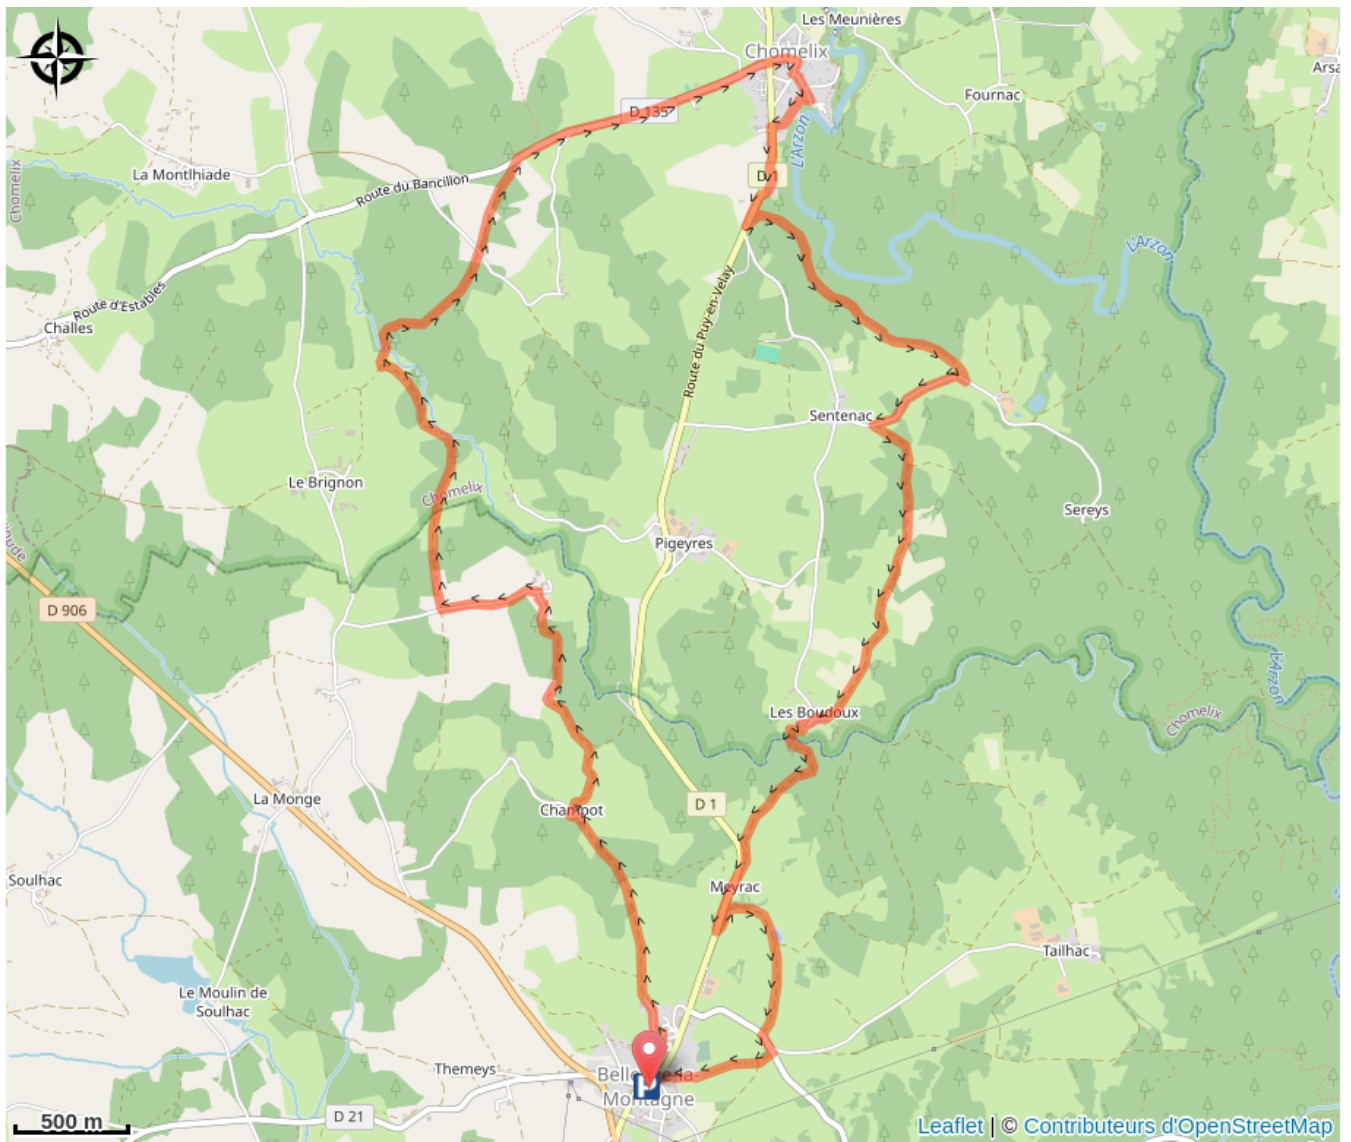 Les Meunières
Chomelix
Arsa
Fournac
D 135
L'Arzon
La Montlhiade
Chomelix
Route du Bancillon
D 1
L'Arzon
Route d'Estables
Challes
Route du Puy-en-Velay
Sentenac
Le Brignon
Chomelix
Sereys
Pigeyres
D 906
L'Arzon
Les Boudoux
Chomelix
La Monge
D 1
Champot
Soulhac
Meyrac
Tailhac
Le Moulin de
Soulhac
Themeys
Montagne
D 21
500 m
P
Leaflet | © Contributeurs d'OpenStreetMap